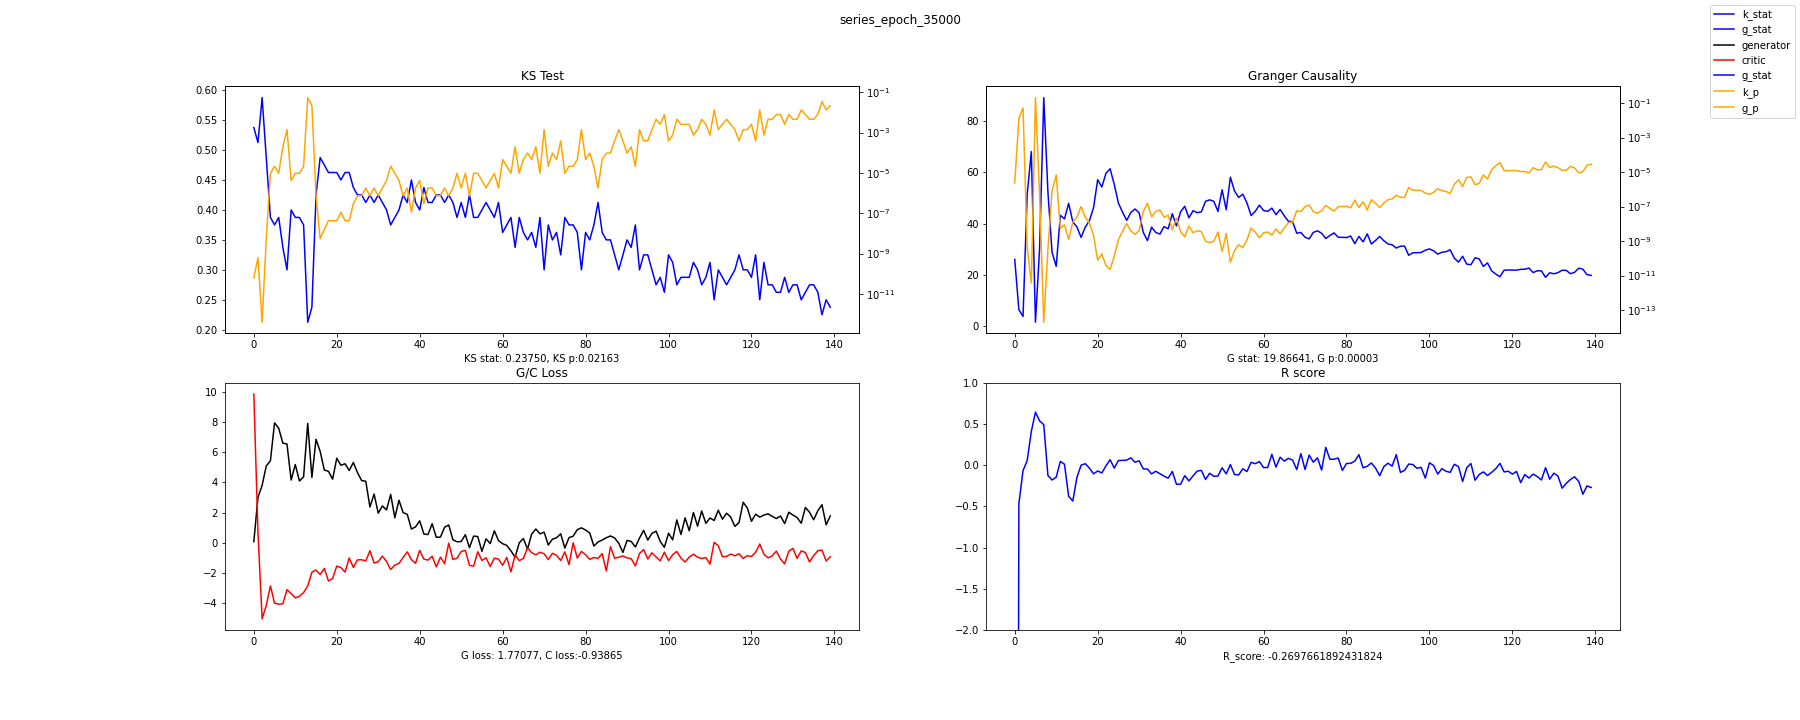 series_epoch_35000
k_stat
g_stat
generator
critic
g_stat
k_p
g_p
KS Test
0.60
0.55
0.50
0.45
0.40
0.35
0.30
0.25
0.20
10^-1
10^-3
10^-5
10^-7
10^-9
10^-11
0 20 40 60 80 100 120 140
KS stat: 0.23750, KS p:0.02163
Granger Causality
80
60
40
20
0
10^-1
10^-3
10^-5
10^-7
10^-9
10^-11
10^-13
0 20 40 60 80 100 120 140
G stat: 19.86641, G p:0.00003
G/C Loss
10
8
6
4
2
0
−2
−4
0 20 40 60 80 100 120 140
G loss: 1.77077, C loss:-0.93865
R score
1.0
0.5
0.0
−0.5
−1.0
−1.5
−2.0
0 20 40 60 80 100 120 140
R_score: -0.2697661892431824